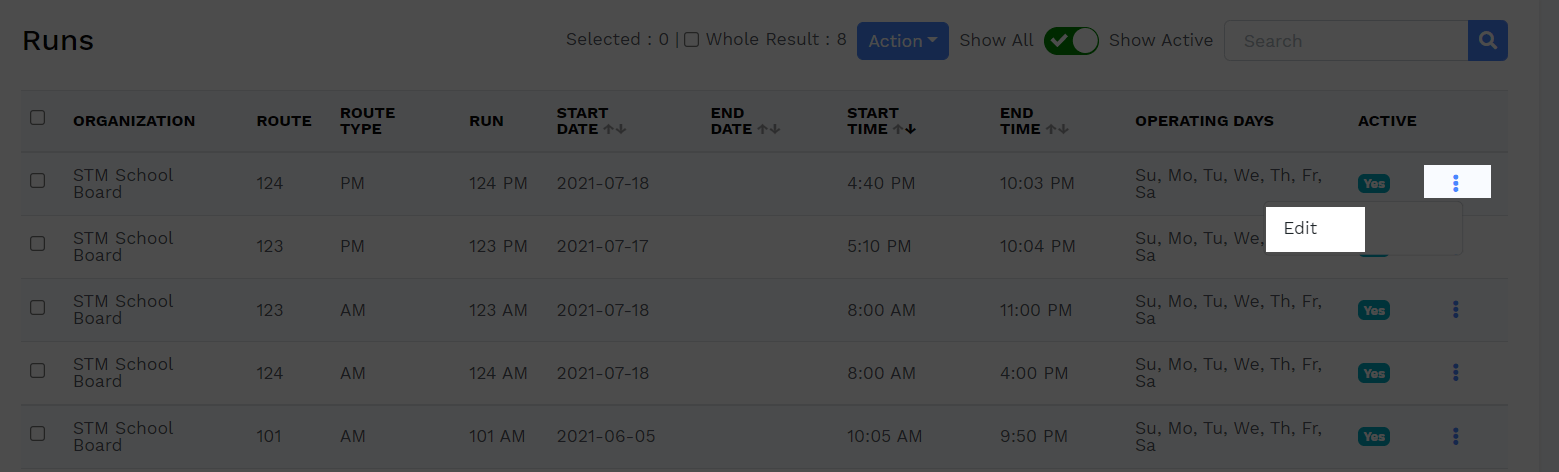 Runs Selected : 0 | Whole Result : 8 Action Show All Show Active Search
ORGANIZATION ROUTE ROUTE TYPE RUN START DATE END DATE START TIME END TIME OPERATING DAYS ACTIVE
STM School Board 124 PM 124 PM 2021-07-18 4:40 PM 10:03 PM Su, Mo, Tu, We, Th, Fr, Sa Yes
Edit
STM School Board 123 PM 123 PM 2021-07-17 5:10 PM 10:04 PM Su, Mo, Tu, We, Sa
STM School Board 123 AM 123 AM 2021-07-18 8:00 AM 11:00 PM Su, Mo, Tu, We, Th, Fr, Sa Yes
STM School Board 124 AM 124 AM 2021-07-18 8:00 AM 4:00 PM Su, Mo, Tu, We, Th, Fr, Sa Yes
STM School Board 101 AM 101 AM 2021-06-05 10:05 AM 9:50 PM Su, Mo, Tu, We, Th, Fr, Sa Yes